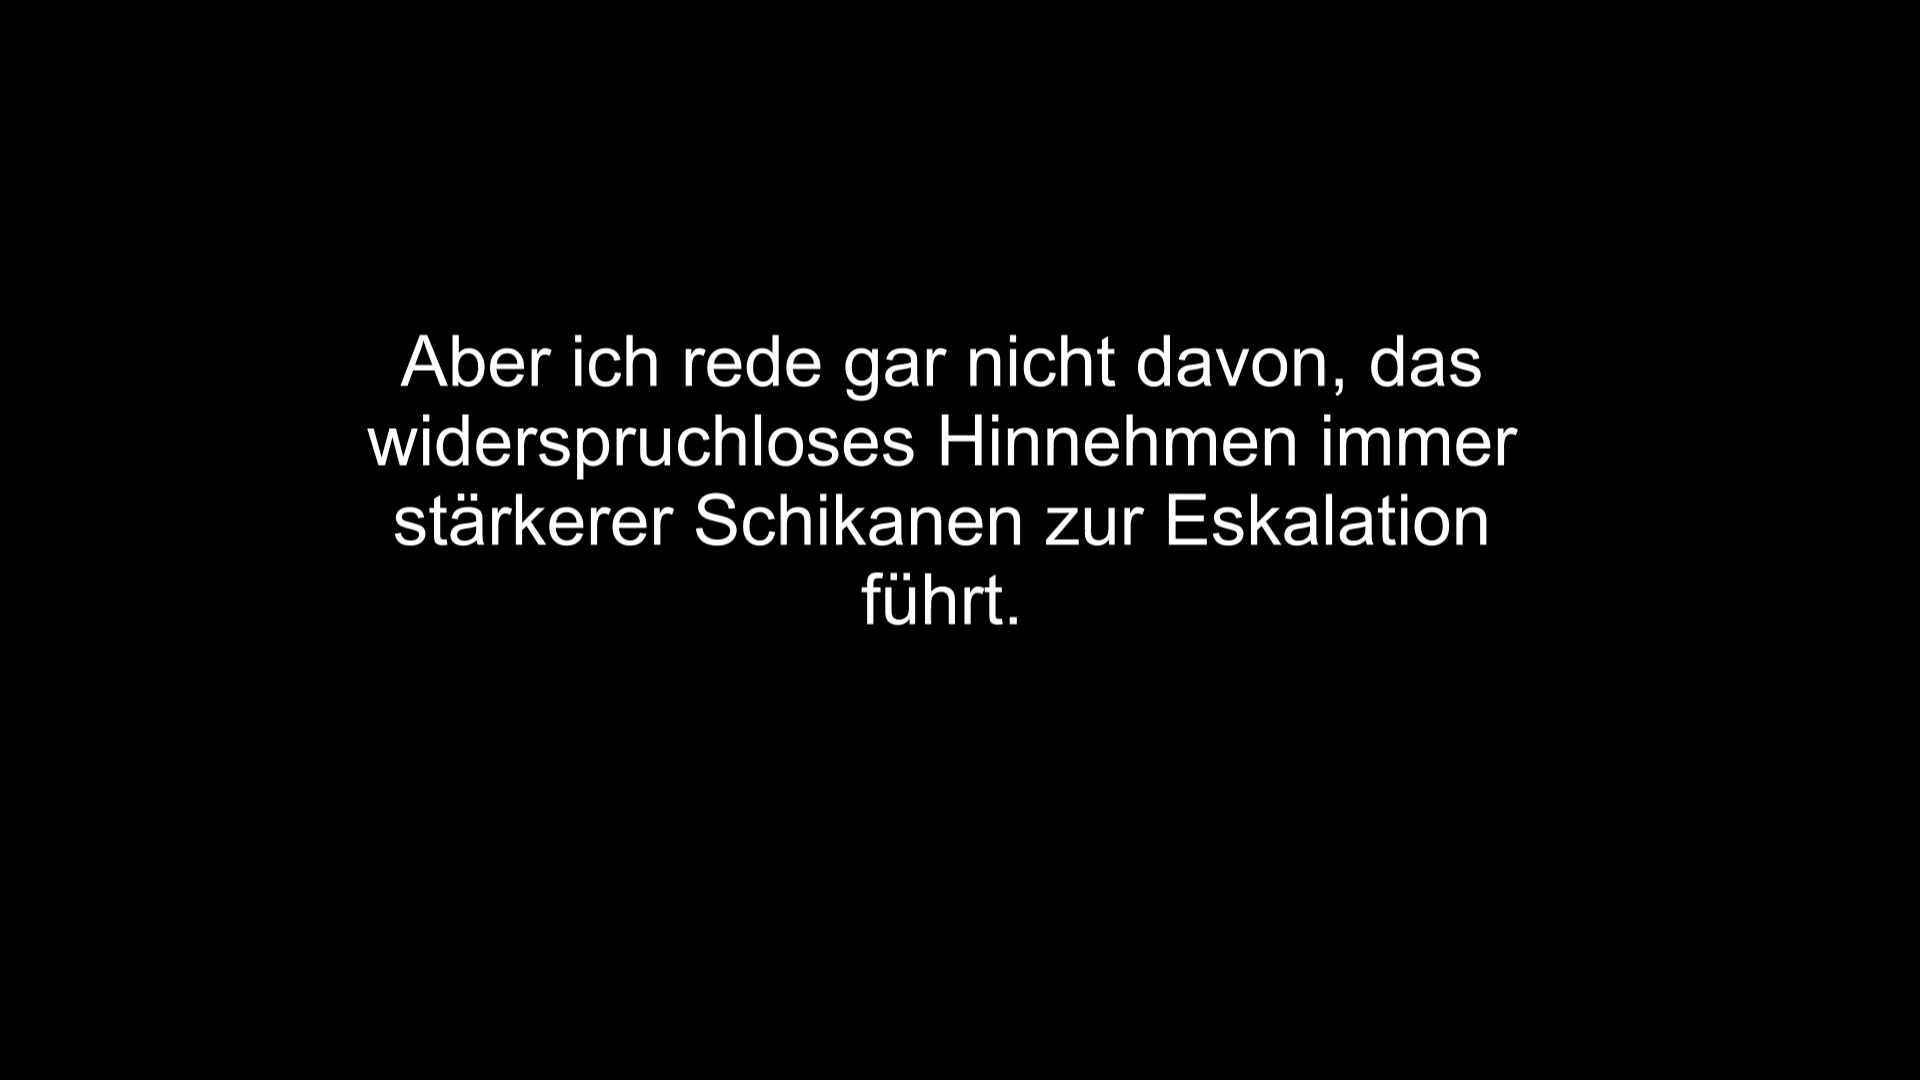 Aber ich rede gar nicht davon, das
widerspruchloses Hinnehmen immer
stärkerer Schikanen zur Eskalation
führt.